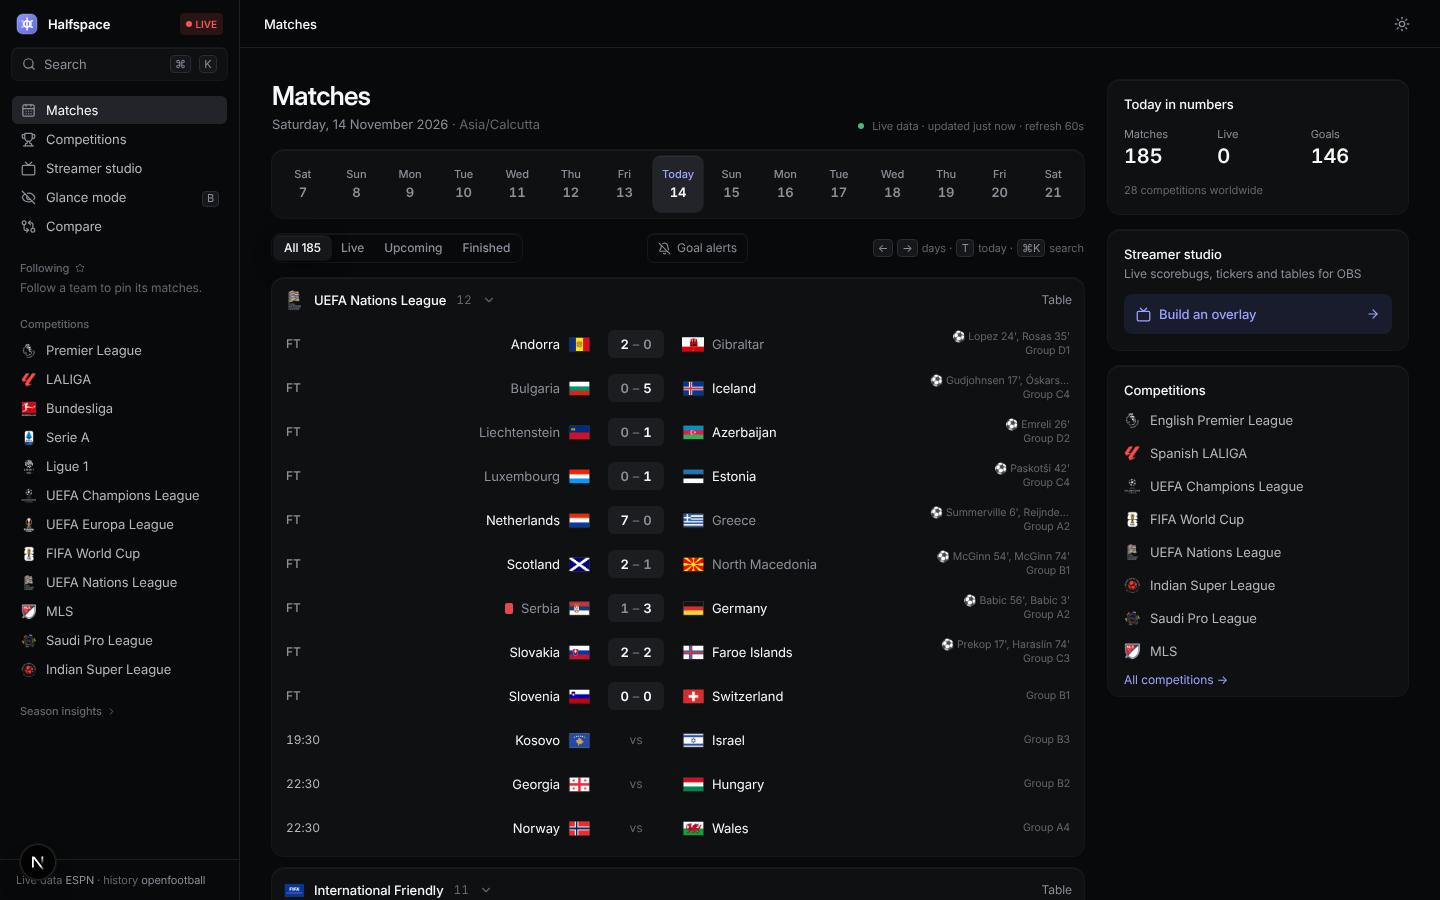 Halfspace
LIVE
Search ⌘ K
Matches
Competitions
Streamer studio
Glance mode B
Compare
Following
Follow a team to pin its matches.
Competitions
Premier League
LALIGA
Bundesliga
Serie A
Ligue 1
UEFA Champions League
UEFA Europa League
FIFA World Cup
UEFA Nations League
MLS
Saudi Pro League
Indian Super League
Season insights
N
Live data ESPN · history openfootball
Matches
Matches
Saturday, 14 November 2026 · Asia/Calcutta
Live data · updated just now · refresh 60s
Sat Sun Mon Tue Wed Thu Fri Today Sun Mon Tue Wed Thu Fri Sat
7 8 9 10 11 12 13 14 15 16 17 18 19 20 21
All 185 Live Upcoming Finished
Goal alerts
← → days · T today · ⌘K search
UEFA Nations League 12 Table
FT Andorra 2 – 0 Gibraltar ⚽ Lopez 24', Rosas 35'
Group D1
FT Bulgaria 0 – 5 Iceland ⚽ Gudjohnsen 17', Óskars...
Group C4
FT Liechtenstein 0 – 1 Azerbaijan ⚽ Emreli 26'
Group D2
FT Luxembourg 0 – 1 Estonia ⚽ Paskotši 42'
Group C4
FT Netherlands 7 – 0 Greece ⚽ Summerville 6', Reijnde...
Group A2
FT Scotland 2 – 1 North Macedonia ⚽ McGinn 54', McGinn 74'
Group B1
FT Serbia 1 – 3 Germany ⚽ Babic 56', Babic 3'
Group A2
FT Slovakia 2 – 2 Faroe Islands ⚽ Prekop 17', Haraslín 74'
Group C3
FT Slovenia 0 – 0 Switzerland Group B1
19:30 Kosovo vs Israel Group B3
22:30 Georgia vs Hungary Group B2
22:30 Norway vs Wales Group A4
FIFA International Friendly 11 Table
Today in numbers
Matches Live Goals
185 0 146
28 competitions worldwide
Streamer studio
Live scorebugs, tickers and tables for OBS
Build an overlay →
Competitions
English Premier League
Spanish LALIGA
UEFA Champions League
FIFA World Cup
UEFA Nations League
Indian Super League
Saudi Pro League
MLS
All competitions →